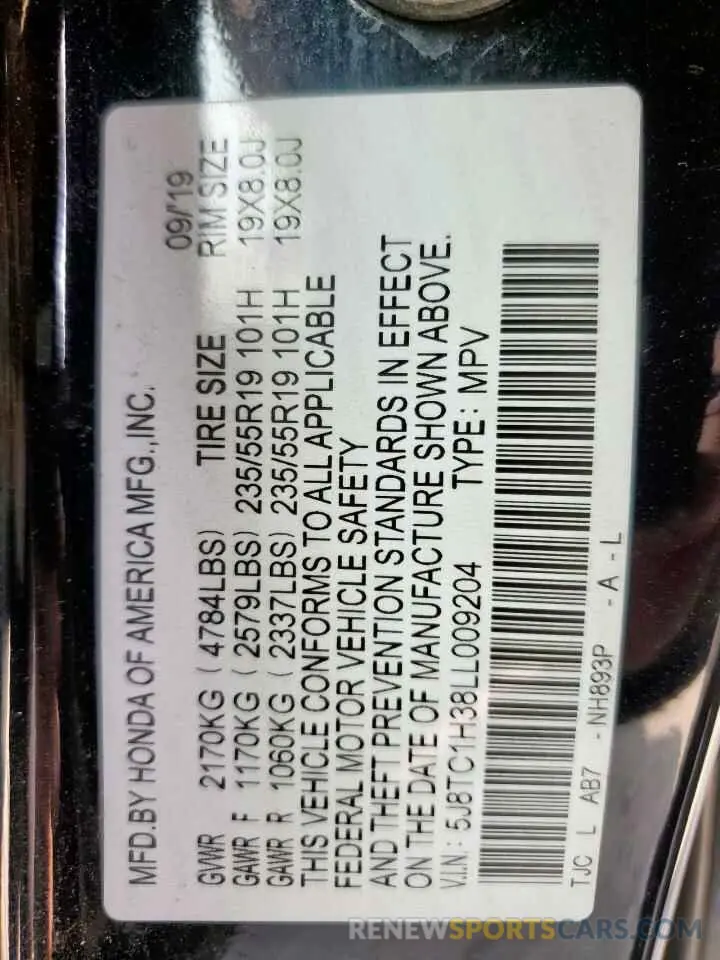 MFD.BY HONDA OF AMERICA MFG.,INC.
09/'19
GVWR 2170KG ( 4784LBS) TIRE SIZE RIM SIZE
GAWR F 1170KG ( 2579LBS) 235/55R19 101H 19X8.0J
GAWR R 1060KG ( 2337LBS) 235/55R19 101H 19X8.0J
THIS VEHICLE CONFORMS TO ALL APPLICABLE
FEDERAL MOTOR VEHICLE SAFETY
AND THEFT PREVENTION STANDARDS IN EFFECT
ON THE DATE OF MANUFACTURE SHOWN ABOVE.
V.I.N : 5J8TC1H38LL009204 TYPE: MPV
TJC L AB7 -NH893P -A -L
RENEWSPORTSCARS.COM